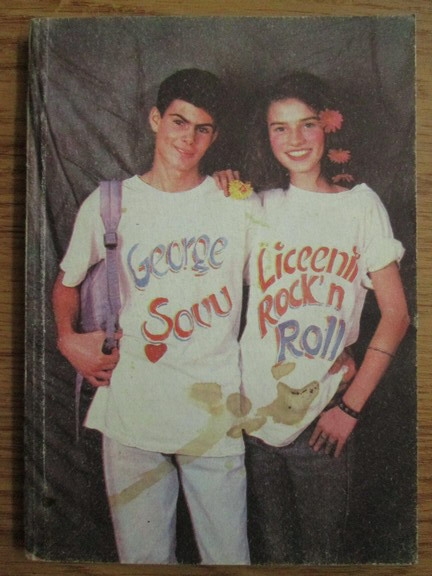 George
Sovu
Liceenii
Rock'n
Roll